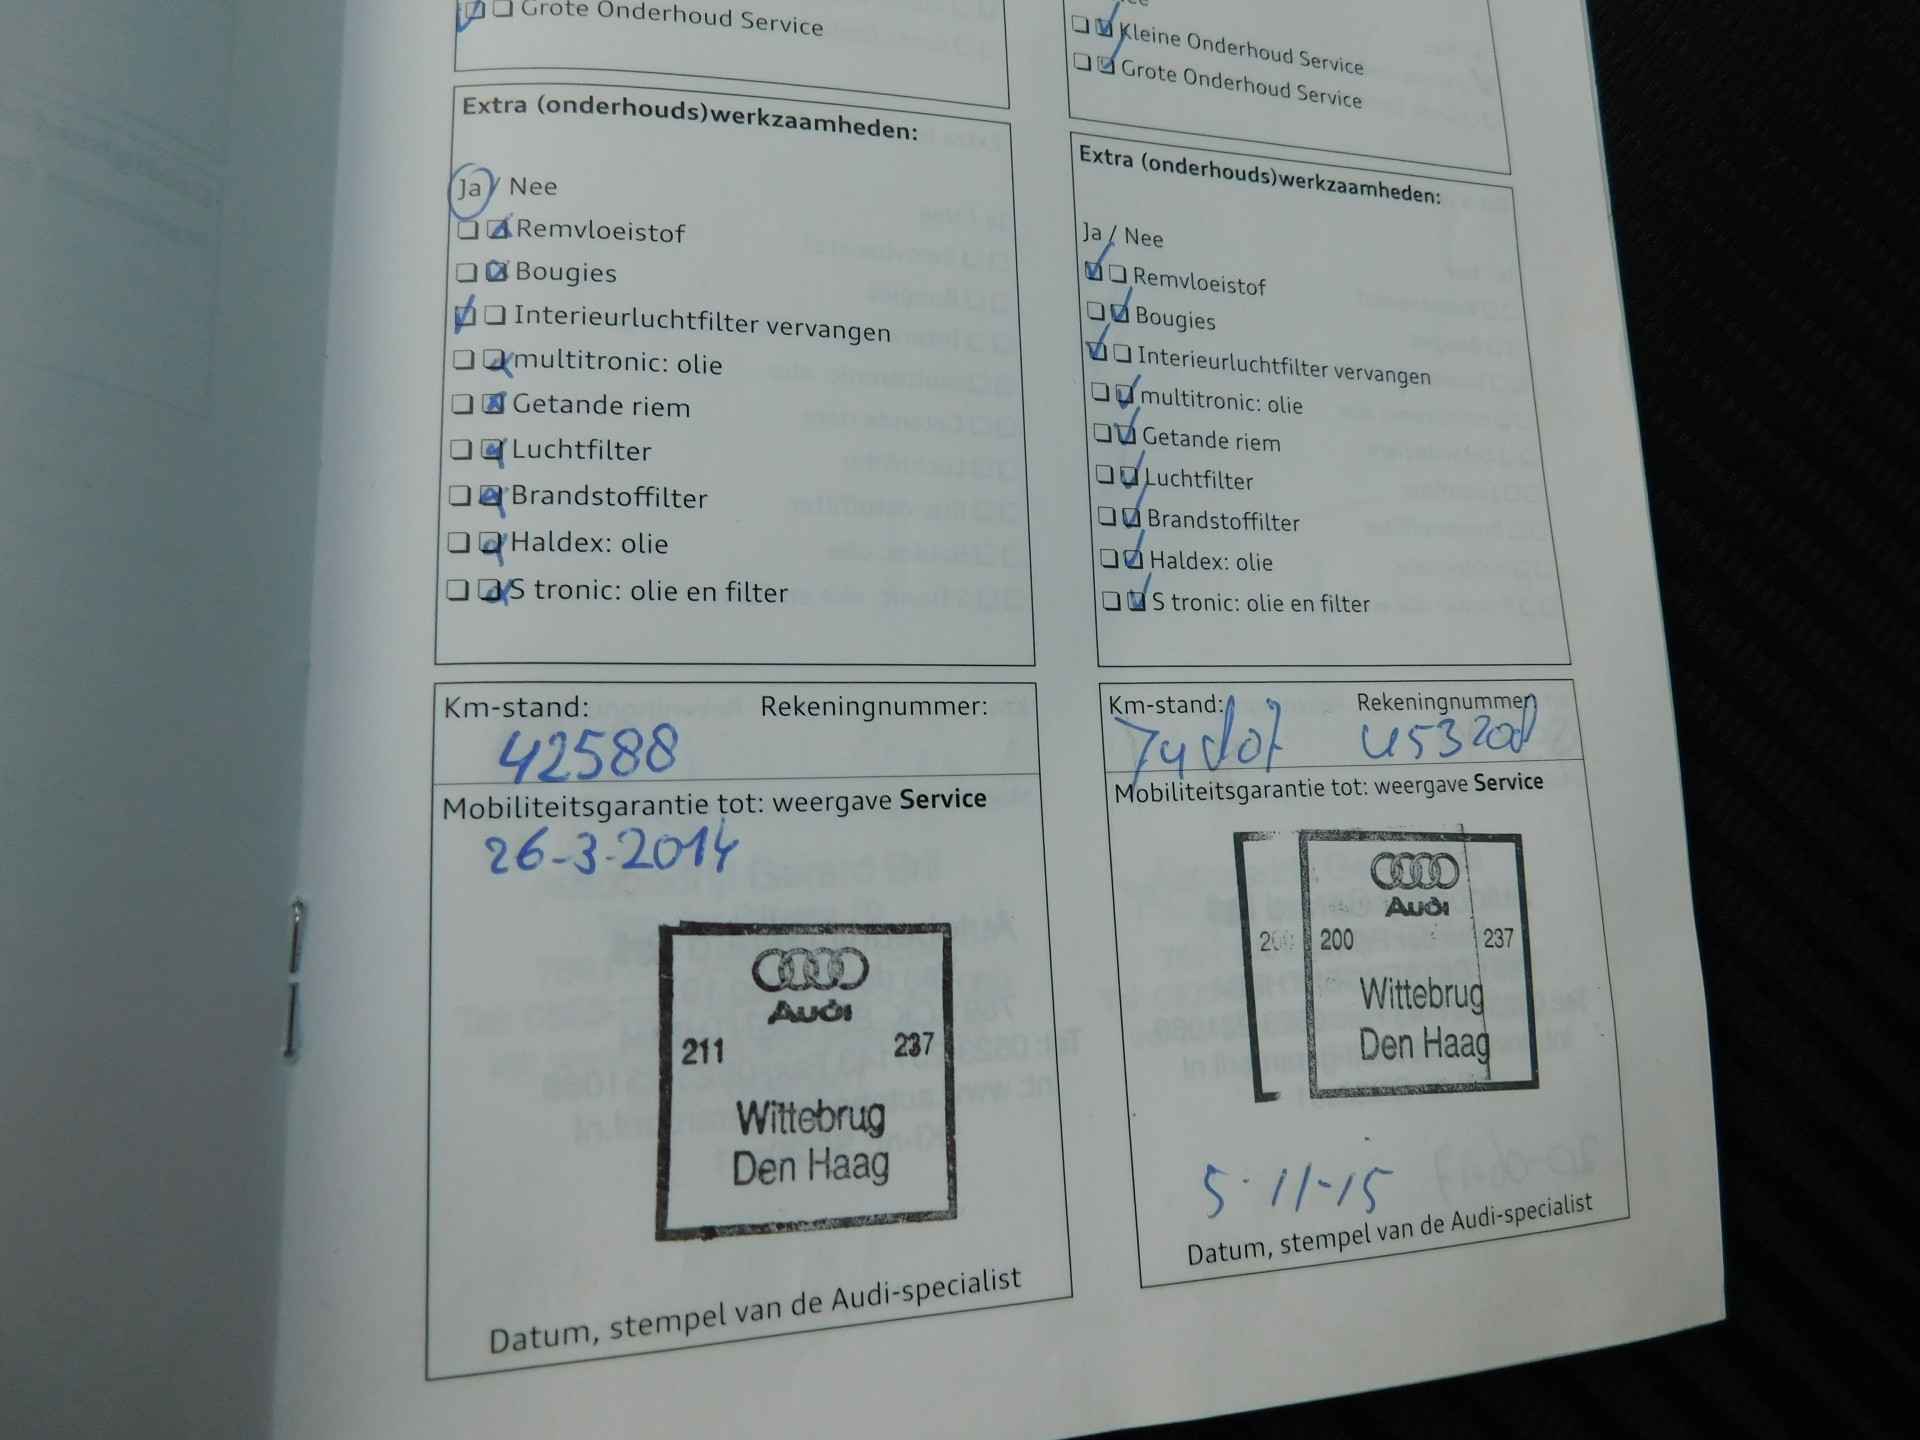 Grote Onderhoud Service
Extra (onderhouds)werkzaamheden:
Ja / Nee
Remvloeistof
Bougies
Interieurluchtfilter vervangen
multitronic: olie
Getande riem
Luchtfilter
Brandstoffilter
Haldex: olie
S tronic: olie en filter
Km-stand: Rekeningnummer:
42588
Mobiliteitsgarantie tot: weergave Service
26-3-2014
Audi
211 237
Wittebrug
Den Haag
Datum, stempel van de Audi-specialist
Kleine Onderhoud Service
Grote Onderhoud Service
Extra (onderhouds)werkzaamheden:
Ja / Nee
Remvloeistof
Bougies
Interieurluchtfilter vervangen
multitronic: olie
Getande riem
Luchtfilter
Brandstoffilter
Haldex: olie
S tronic: olie en filter
Km-stand: Rekeningnummer
Mobiliteitsgarantie tot: weergave Service
Audi
200 200 237
Wittebrug
Den Haag
5-11-15
Datum, stempel van de Audi-specialist